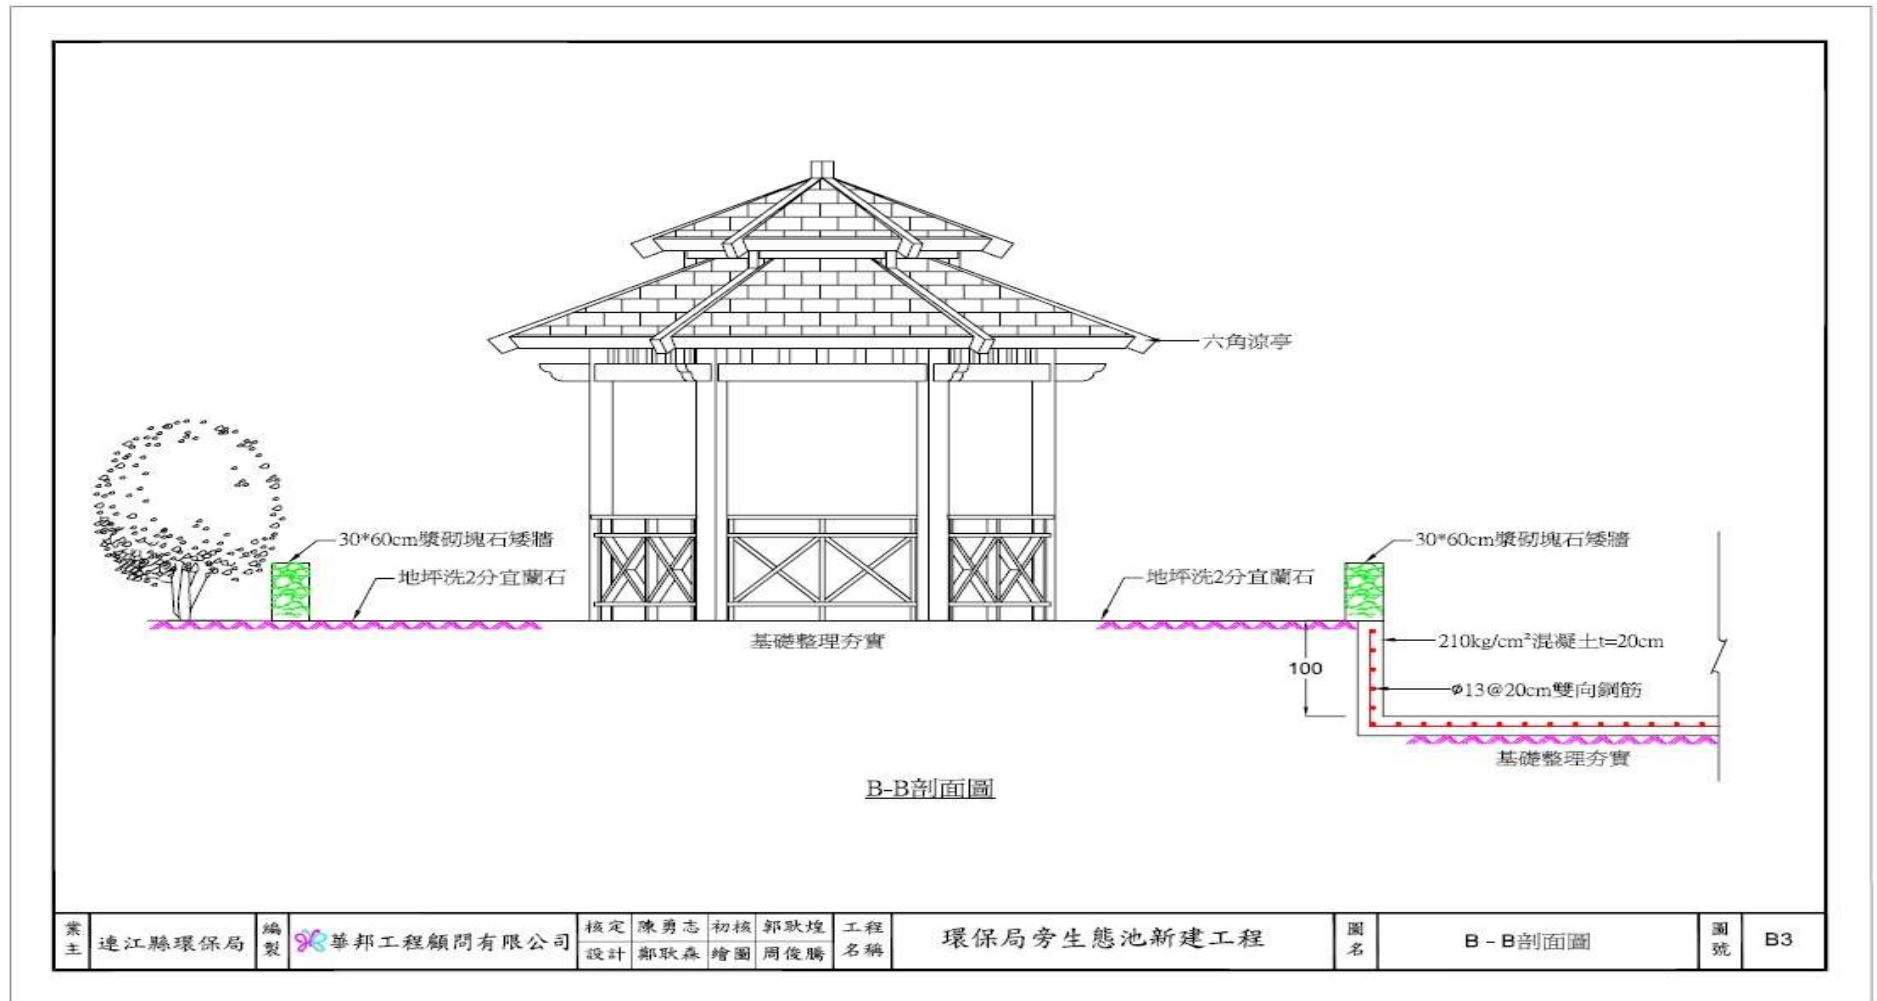 六角涼亭
30*60cm漿砌塊石矮牆
30*60cm漿砌塊石矮牆
地坪洗2分宜蘭石
地坪洗2分宜蘭石
基礎整理夯實
210kg/cm²混凝土t=20cm
100
ø13@20cm雙向鋼筋
基礎整理夯實
B-B剖面圖
業主
連江縣環保局
編製
華邦工程顧問有限公司
核定 陳勇志 初核 郭耿煌
設計 鄭耿森 繪圖 周俊騰
工程名稱
環保局旁生態池新建工程
圖名
B-B剖面圖
圖號
B3